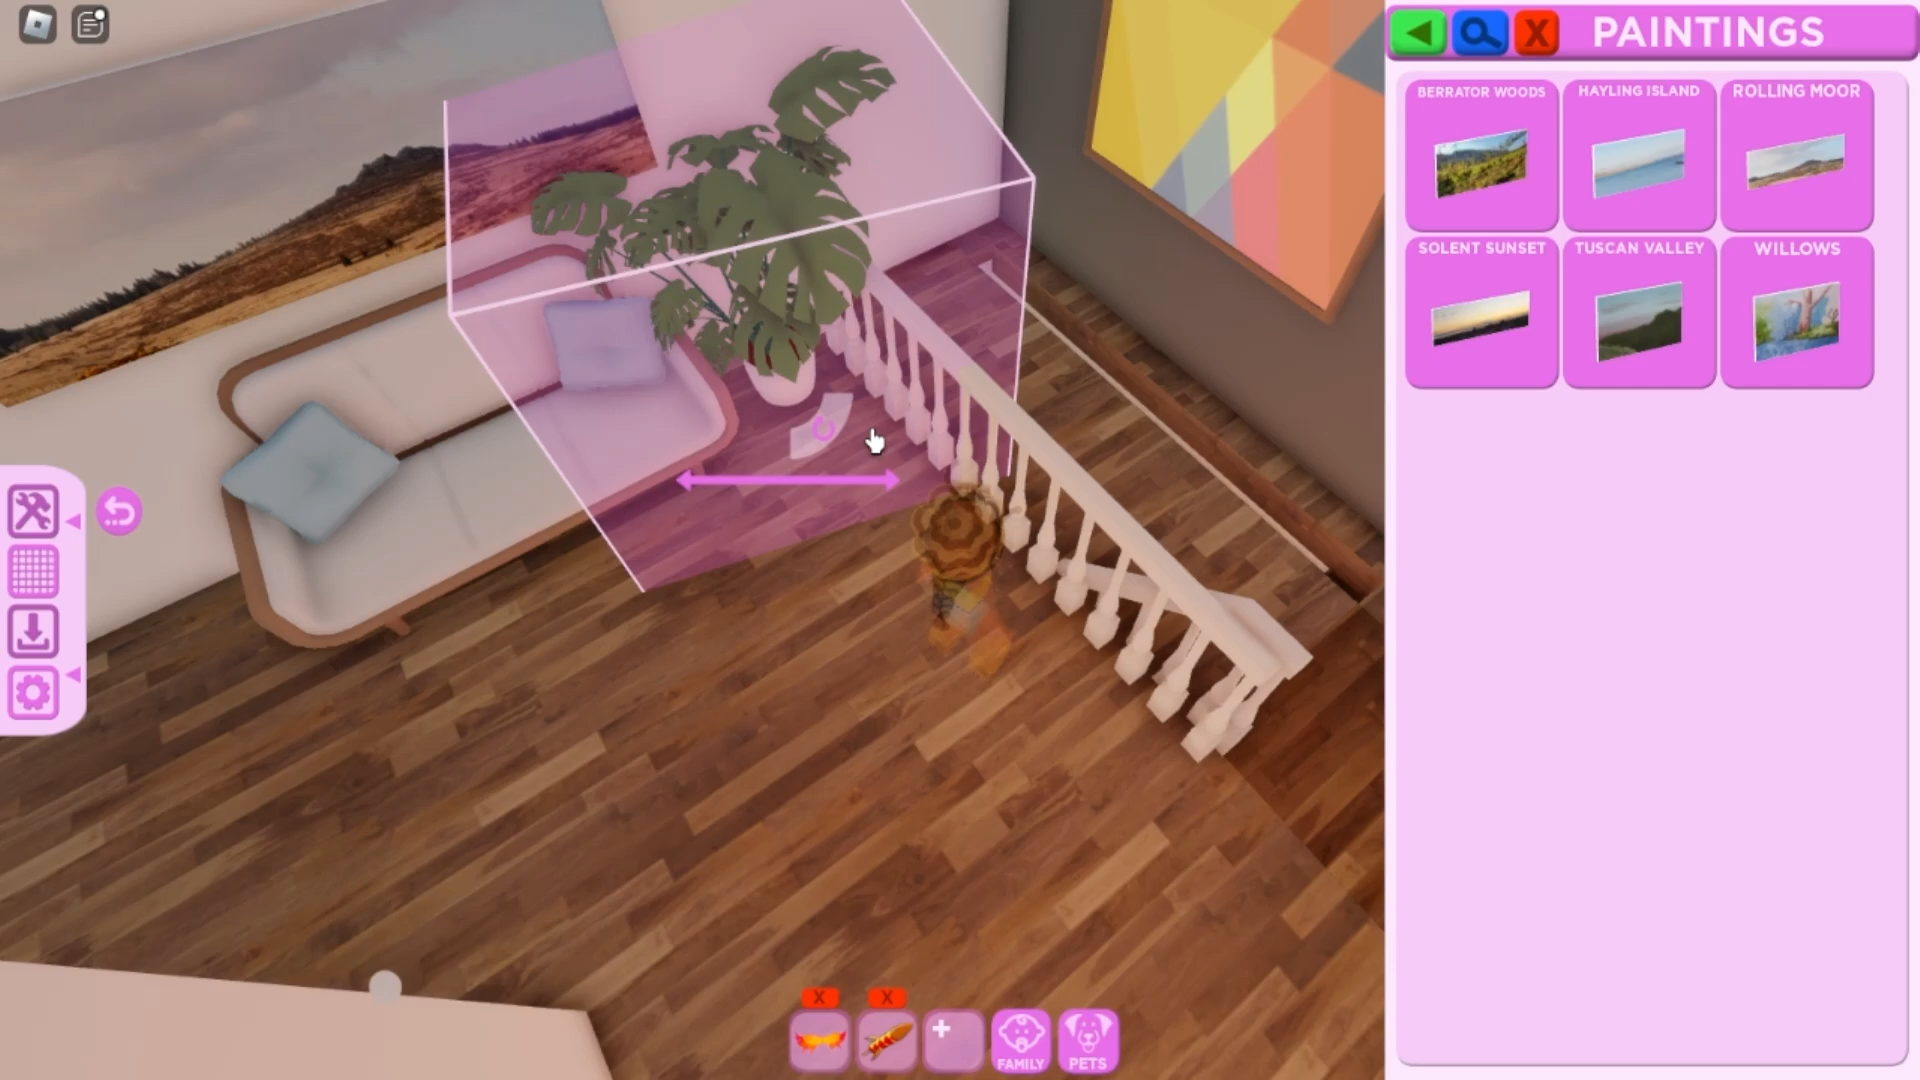 PAINTINGS
X
BERRATOR WOODS
HAYLING ISLAND
ROLLING MOOR
SOLENT SUNSET
TUSCAN VALLEY
WILLOWS
X
X
+
FAMILY
PETS